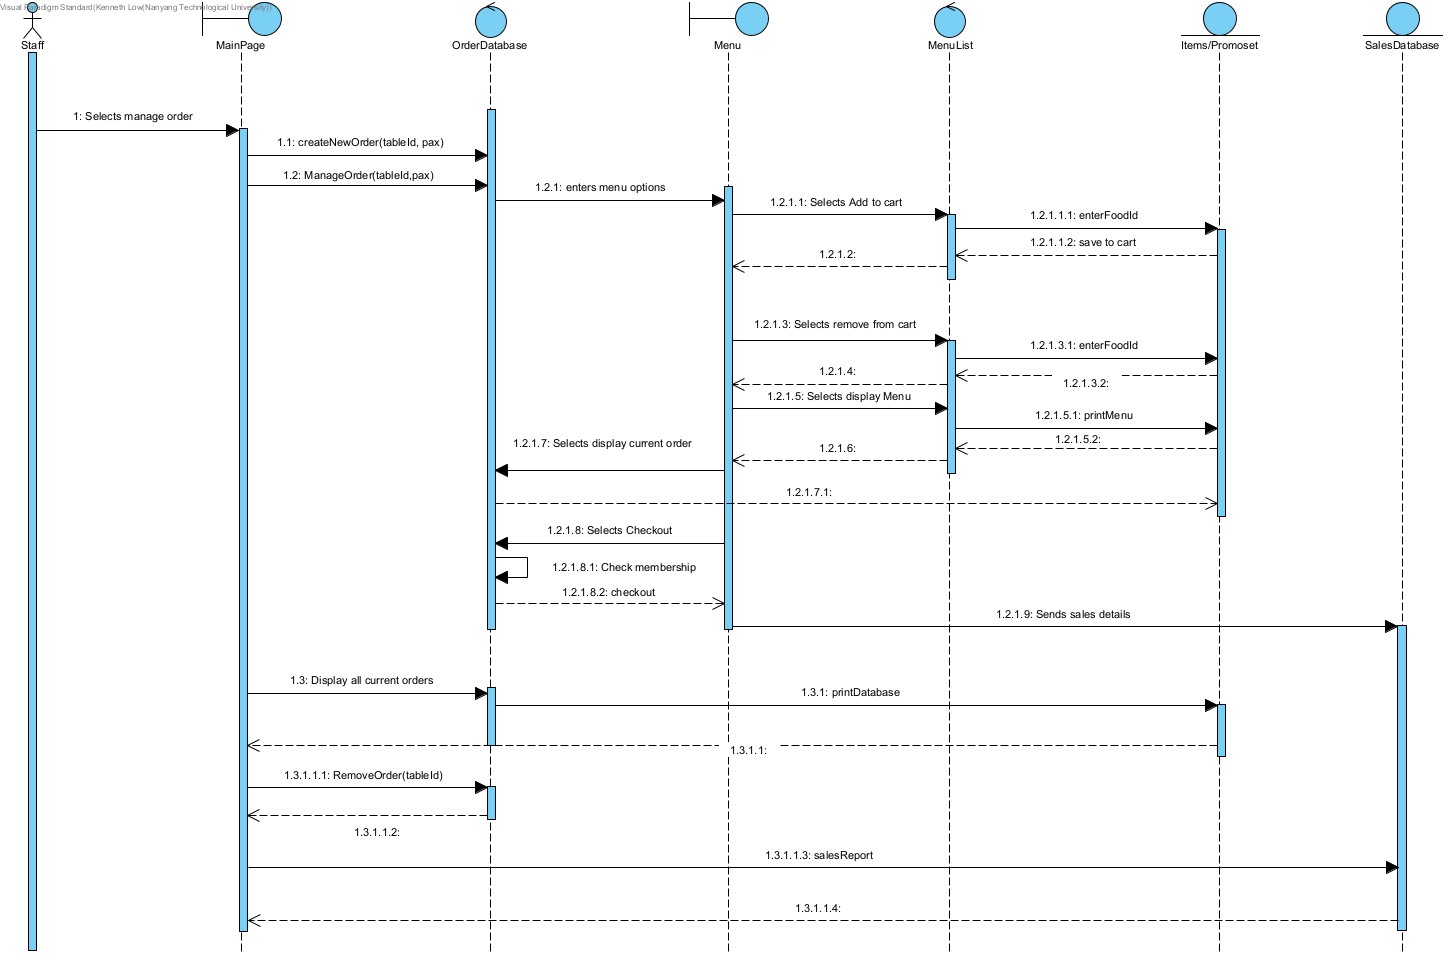 Visual Paradigm Standard(Kenneth Low(Nanyang Technological University))
Staff
MainPage
OrderDatabase
Menu
MenuList
Items/Promoset
SalesDatabase
1: Selects manage order
1.1: createNewOrder(tableId, pax)
1.2: ManageOrder(tableId,pax)
1.2.1: enters menu options
1.2.1.1: Selects Add to cart
1.2.1.1.1: enterFoodId
1.2.1.1.2: save to cart
1.2.1.2:
1.2.1.3: Selects remove from cart
1.2.1.3.1: enterFoodId
1.2.1.4:
1.2.1.3.2:
1.2.1.5: Selects display Menu
1.2.1.5.1: printMenu
1.2.1.5.2:
1.2.1.7: Selects display current order
1.2.1.6:
1.2.1.7.1:
1.2.1.8: Selects Checkout
1.2.1.8.1: Check membership
1.2.1.8.2: checkout
1.2.1.9: Sends sales details
1.3: Display all current orders
1.3.1: printDatabase
1.3.1.1:
1.3.1.1.1: RemoveOrder(tableId)
1.3.1.1.2:
1.3.1.1.3: salesReport
1.3.1.1.4: